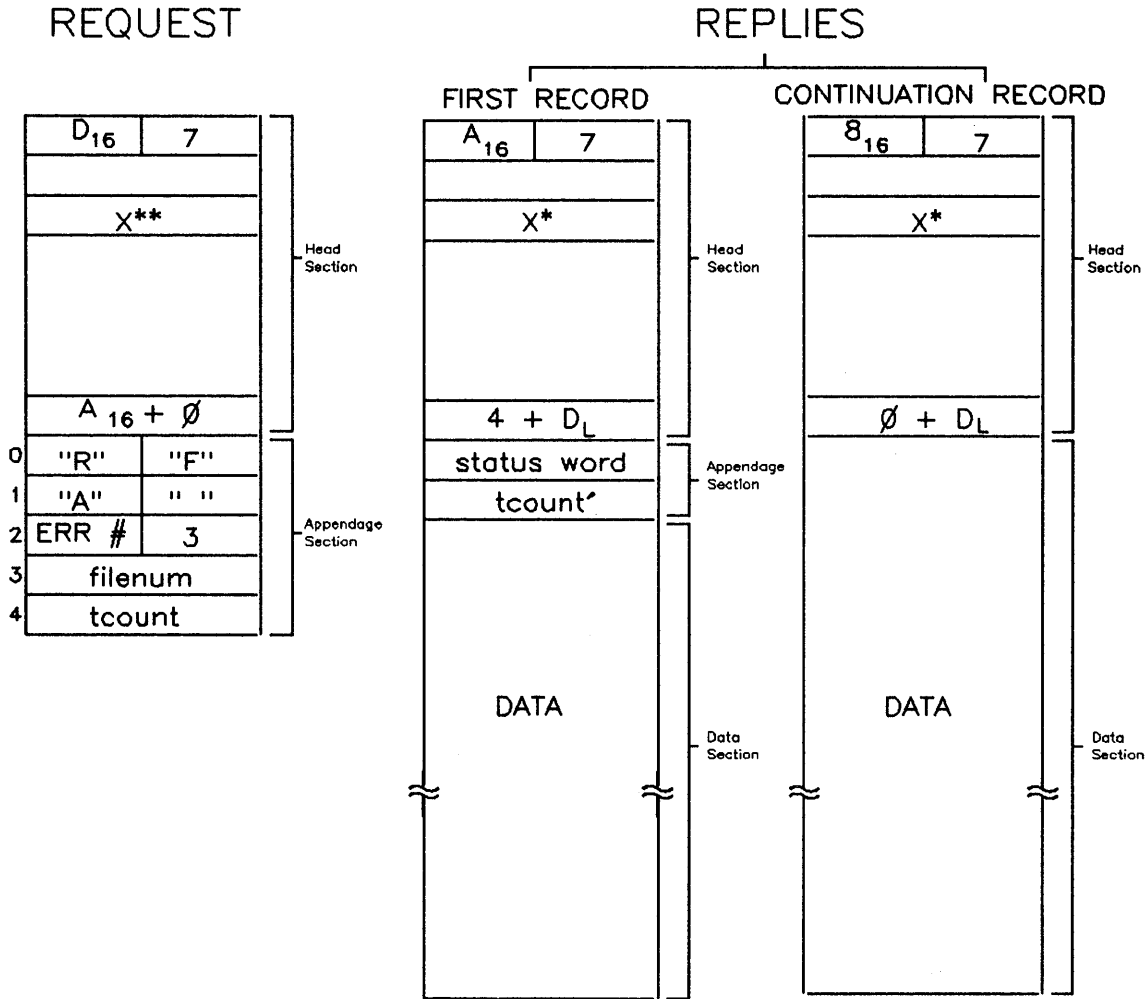 REQUEST
D16 7
X**
Head
Section
A 16 + Ø
0 "R" "F"
1 "A" " "
2 ERR # 3
3 filenum
4 tcount
Appendage
Section
REPLIES
FIRST RECORD
A16 7
X*
Head
Section
4 + DL
status word
tcount'
Appendage
Section
DATA
Data
Section
CONTINUATION RECORD
816 7
X*
Head
Section
Ø + DL
DATA
Data
Section